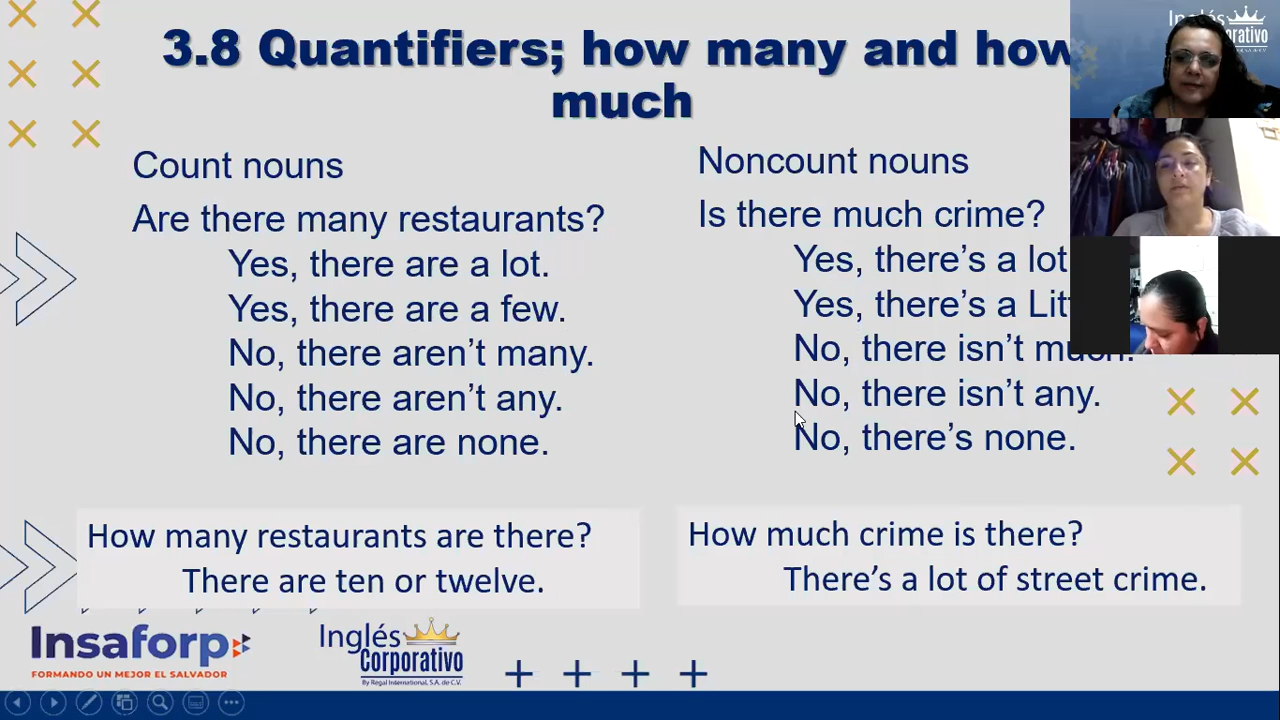 3.8 Quantifiers; how many and how
much
Count nouns
Are there many restaurants?
Yes, there are a lot.
Yes, there are a few.
No, there aren't many.
No, there aren't any.
No, there are none.
How many restaurants are there?
There are ten or twelve.
Noncount nouns
Is there much crime?
Yes, there's a lot
Yes, there's a
No, there isn't much.
No, there isn't any.
No, there's none.
How much crime is there?
There's a lot of street crime.
Insaforp
FORMANDO UN MEJOR EL SALVADOR
Inglés
Corporativo
By Regal International, S.A. de C.V.